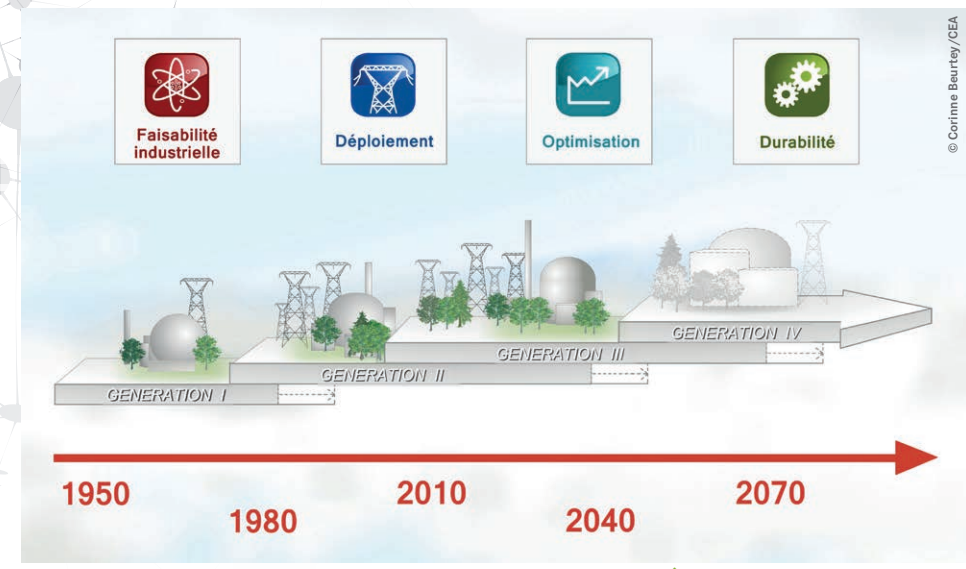 © Corinne Beurtey/CEA
Faisabilité
industrielle
Déploiement
Optimisation
Durabilité
GENERATION I
GENERATION II
GENERATION III
GENERATION IV
1950
1980
2010
2040
2070